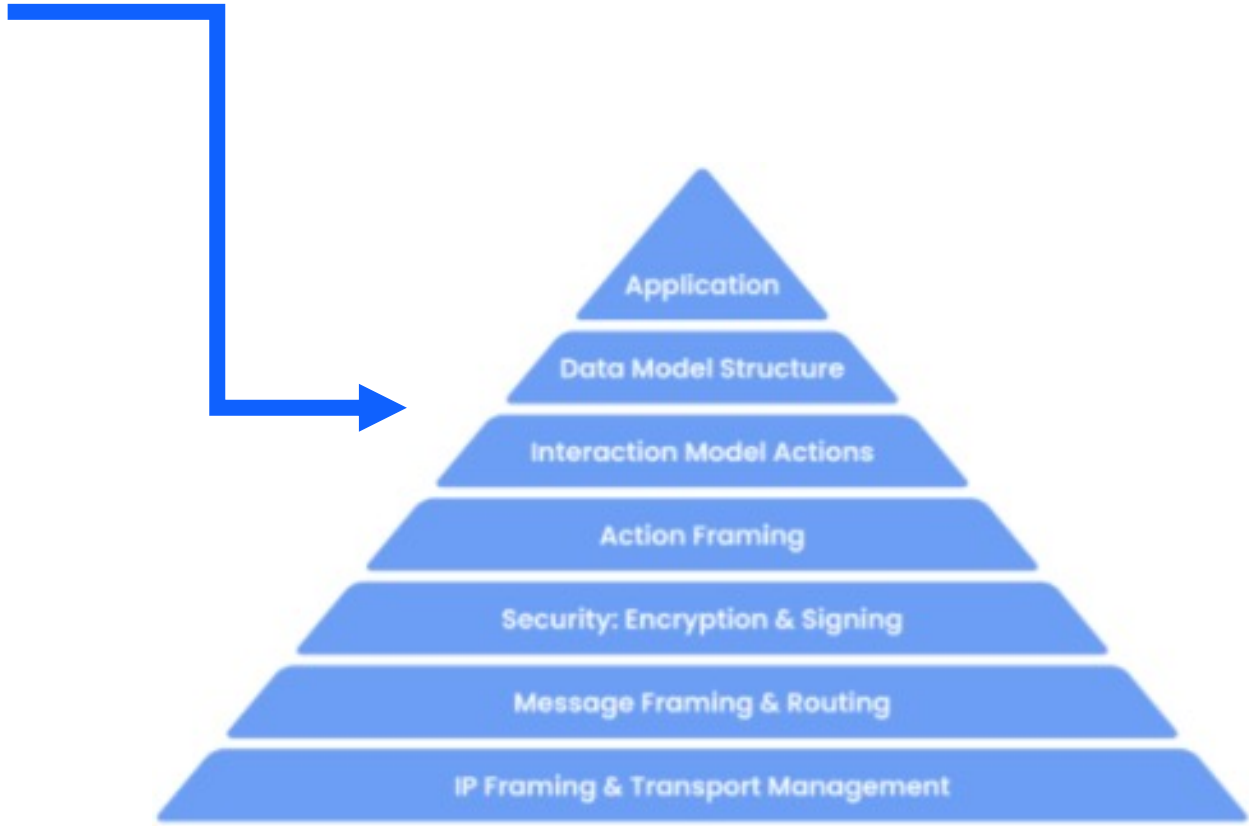 Application
Data Model Structure
Interaction Model Actions
Action Framing
Security: Encryption & Signing
Message Framing & Routing
IP Framing & Transport Management